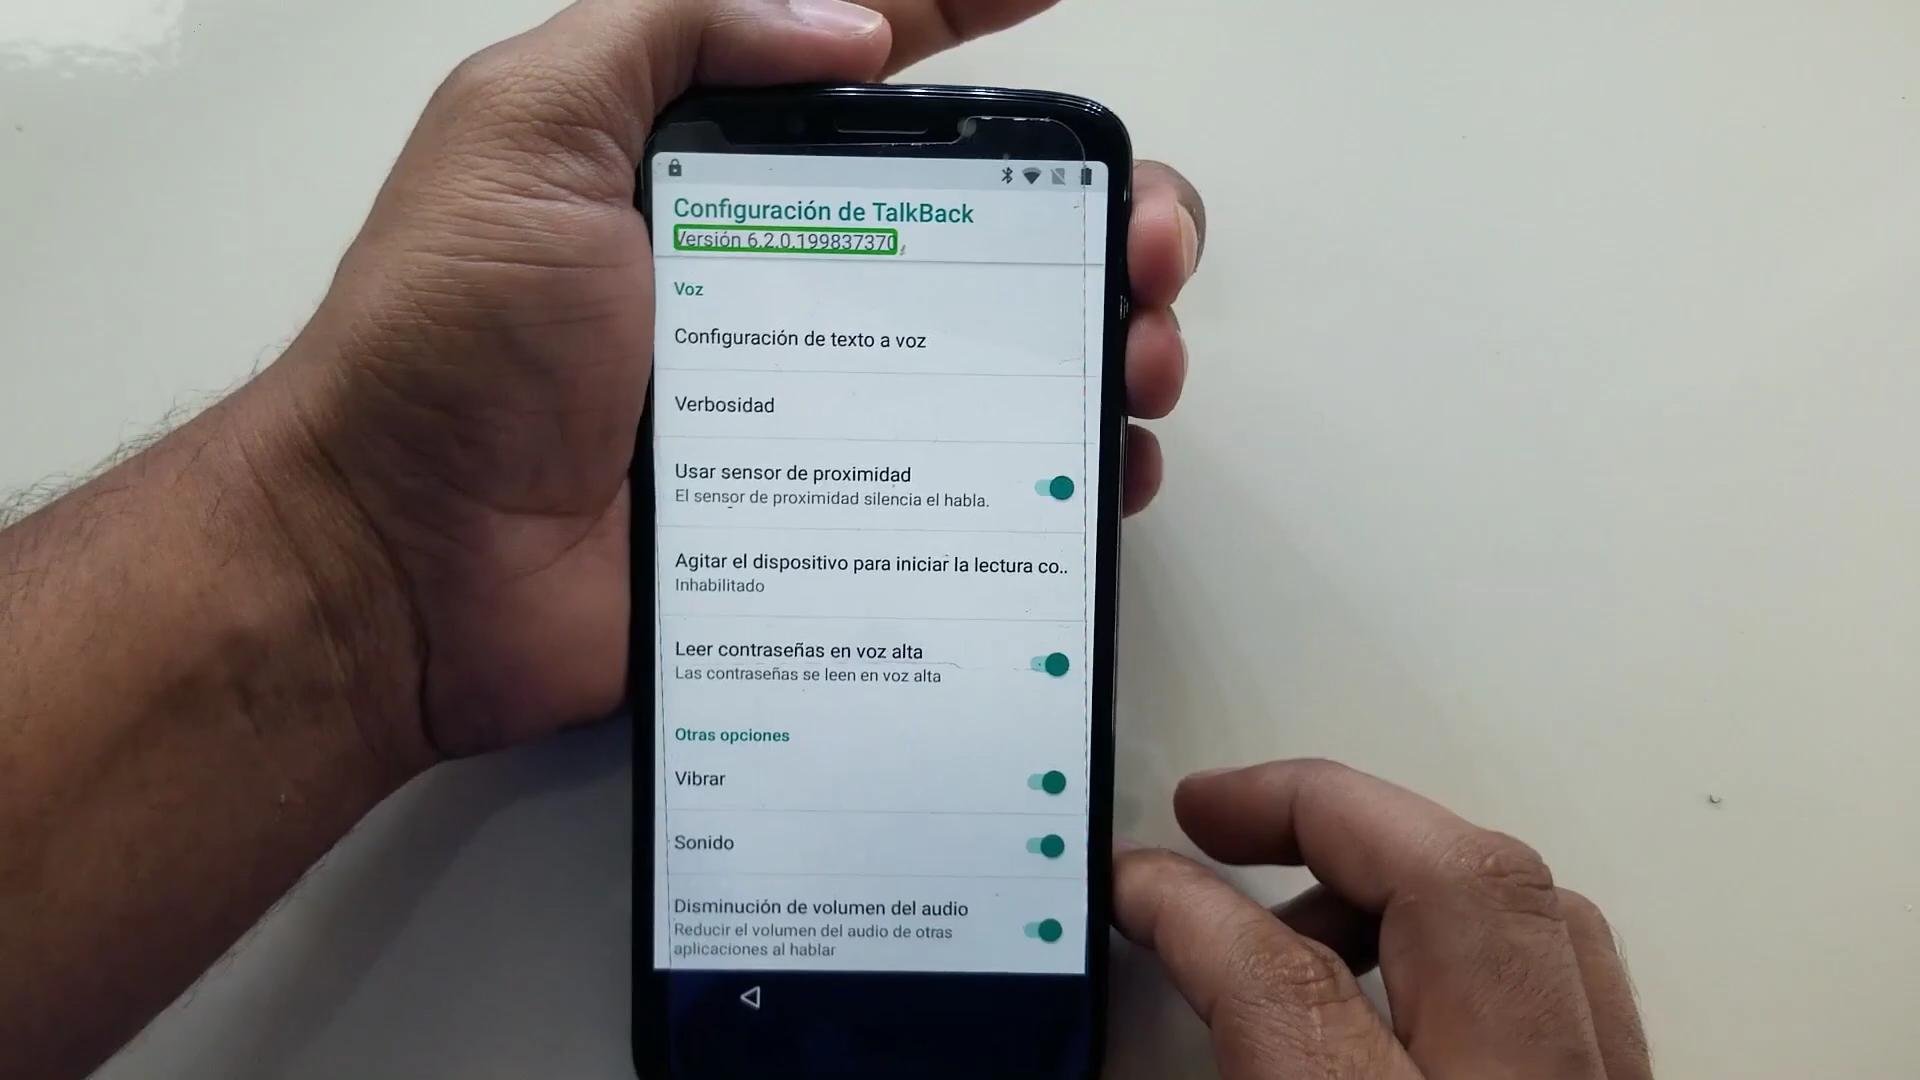 Configuración de TalkBack
Versión 6.2.0.199837370
Voz
Configuración de texto a voz
Verbosidad
Usar sensor de proximidad
El sensor de proximidad silencia el habla.
Agitar el dispositivo para iniciar la lectura co..
Inhabilitado
Leer contraseñas en voz alta
Las contraseñas se leen en voz alta
Otras opciones
Vibrar
Sonido
Disminución de volumen del audio
Reducir el volumen del audio de otras
aplicaciones al hablar